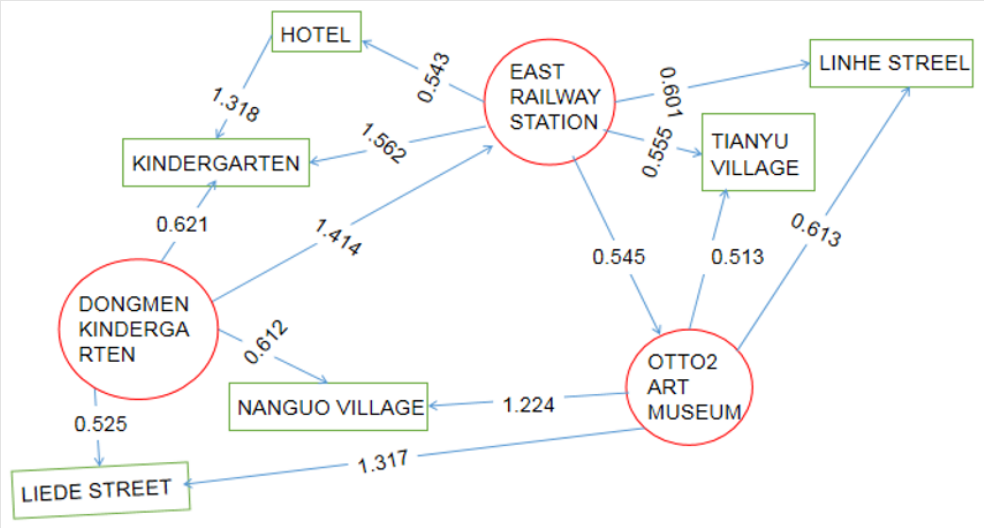 HOTEL
EAST
RAILWAY
STATION
LINHE STREEL
0.543
0.601
1.318
1.562
0.555
TIANYU
VILLAGE
KINDERGARTEN
0.621
1.414
0.545
0.513
0.613
DONGMEN
KINDERGA
RTEN
0.612
OTTO2
ART
MUSEUM
NANGUO VILLAGE
1.224
0.525
1.317
LIEDE STREET